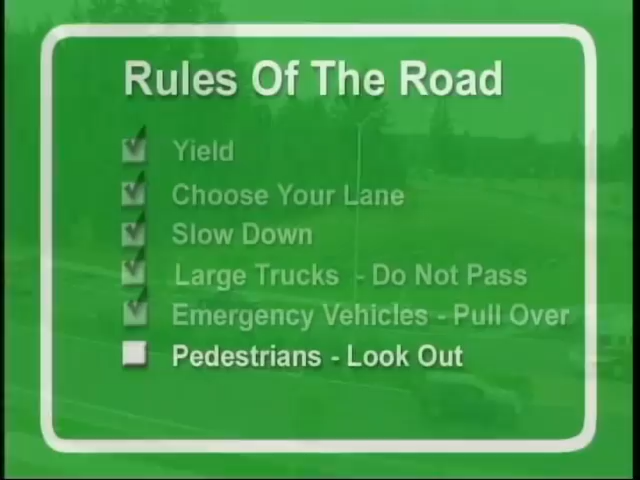 Rules Of The Road
Yield
Choose Your Lane
Slow Down
Large Trucks - Do Not Pass
Emergency Vehicles - Pull Over
Pedestrians - Look Out